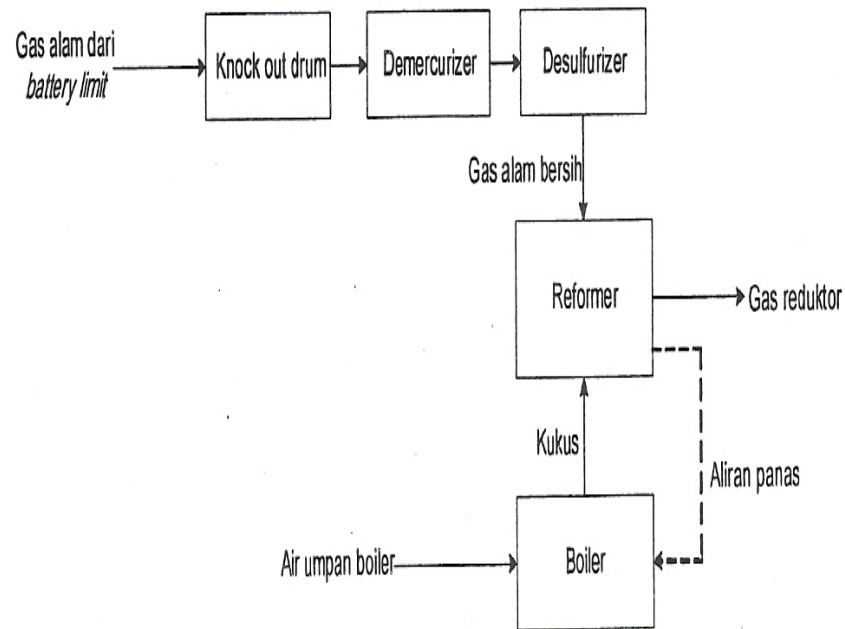 Gas alam dari
battery limit
Knock out drum
Demercurizer
Desulfurizer
Gas alam bersih
Reformer
Gas reduktor
Kukus
Aliran panas
Air umpan boiler
Boiler